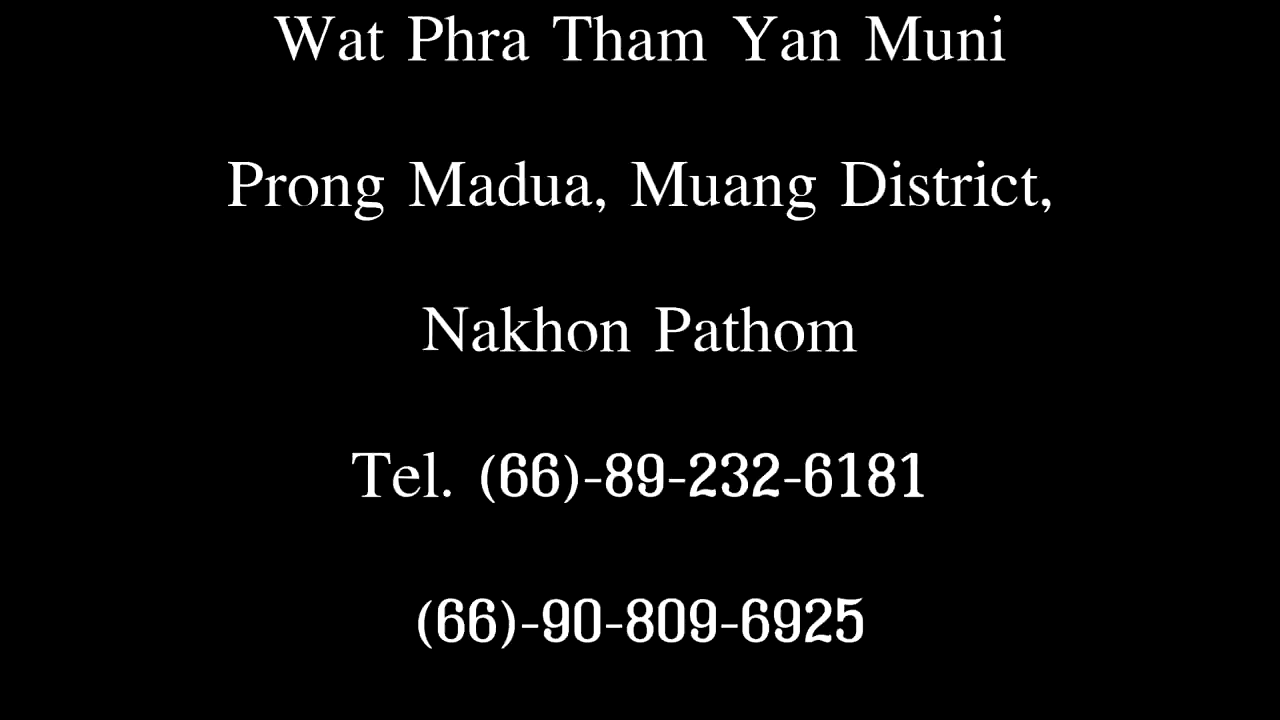 Wat Phra Tham Yan Muni
Prong Madua, Muang District,
Nakhon Pathom
Tel. (66)-89-232-6181
(66)-90-809-6925